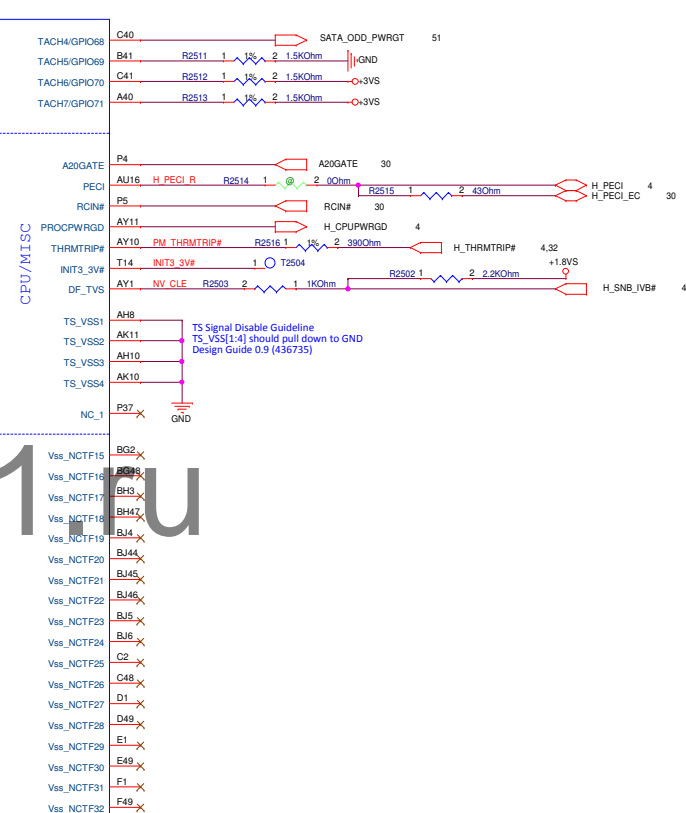 TACH4/GPIO68 C40 SATA_ODD_PWRGT 51
TACH5/GPIO69 B41 R2511 1 1% 2 1.5KOhm GND
TACH6/GPIO70 C41 R2512 1 1% 2 1.5KOhm +3VS
TACH7/GPIO71 A40 R2513 1 1% 2 1.5KOhm +3VS
CPU/MISC
A20GATE P4 A20GATE 30
PECI AU16 H_PECI_R R2514 1 @ 2 0Ohm H_PECI 4
R2515 1 2 43Ohm H_PECI_EC 30
RCIN# P5 RCIN# 30
PROCPWRGD AY11 H_CPUPWRGD 4
THRMTRIP# AY10 PM_THRMTRIP# R2516 1 1% 2 390Ohm H_THRMTRIP# 4,32
INIT3_3V# T14 INIT3_3V# 1 T2504
+1.8VS
R2502 1 2 2.2KOhm
DF_TVS AY1 NV_CLE R2503 2 1 1KOhm H_SNB_IVB# 4
TS_VSS1 AH8
TS_VSS2 AK11
TS_VSS3 AH10
TS_VSS4 AK10
TS Signal Disable Guideline
TS_VSS[1:4] should pull down to GND
Design Guide 0.9 (436735)
GND
NC_1 P37
Vss_NCTF15 BG2
Vss_NCTF16 BG48
Vss_NCTF17 BH3
Vss_NCTF18 BH47
Vss_NCTF19 BJ4
Vss_NCTF20 BJ44
Vss_NCTF21 BJ45
Vss_NCTF22 BJ46
Vss_NCTF23 BJ5
Vss_NCTF24 BJ6
Vss_NCTF25 C2
Vss_NCTF26 C48
Vss_NCTF27 D1
Vss_NCTF28 D49
Vss_NCTF29 E1
Vss_NCTF30 E49
Vss_NCTF31 F1
Vss_NCTF32 F49
1.ru